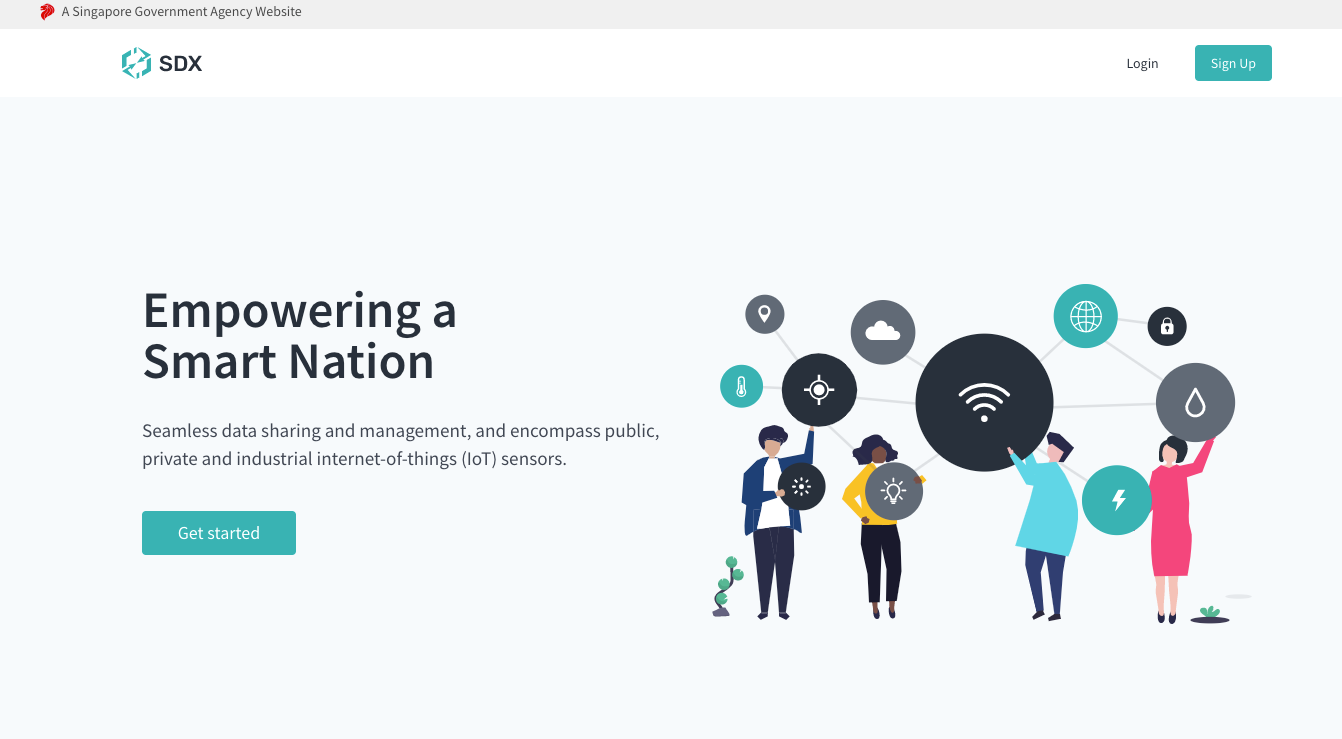 A Singapore Government Agency Website
SDX
Login
Sign Up
Empowering a
Smart Nation
Seamless data sharing and management, and encompass public,
private and industrial internet-of-things (IoT) sensors.
Get started